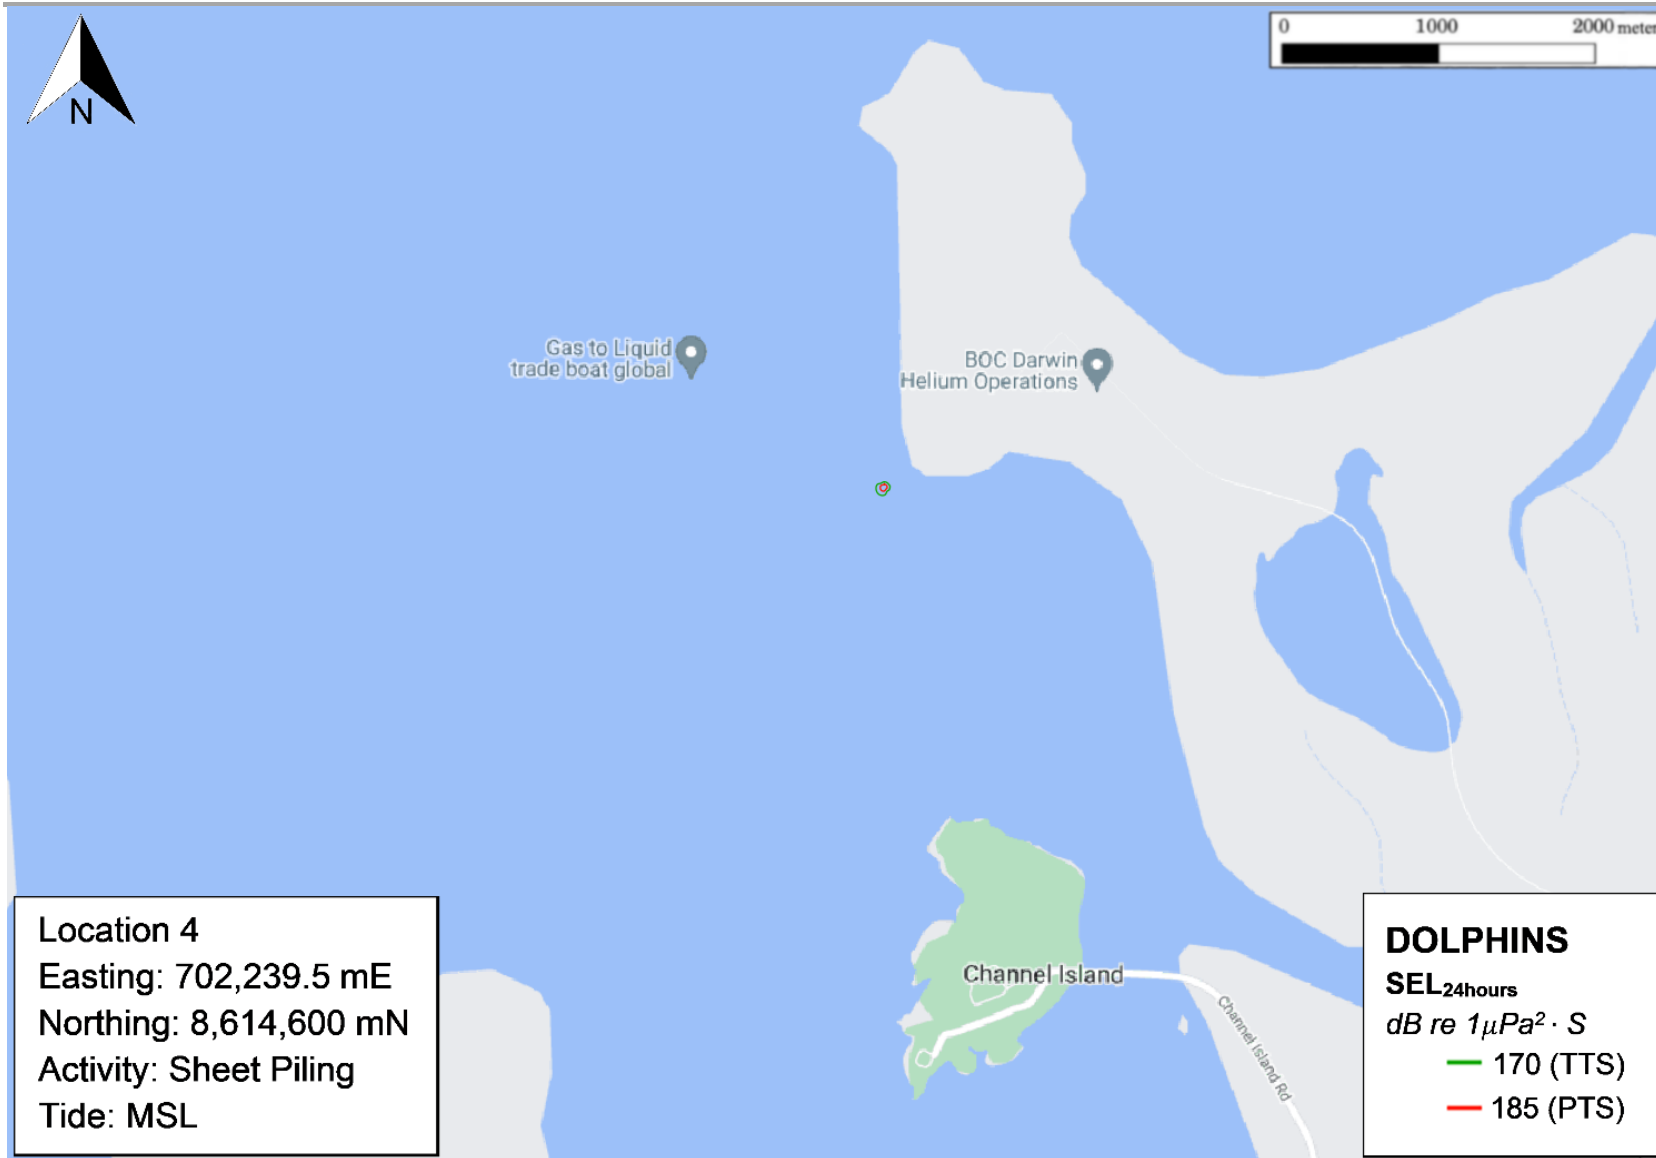 N
0 1000 2000 meter
Gas to Liquid
trade boat global
BOC Darwin
Helium Operations
Channel Island
Channel Island Rd
Location 4
Easting: 702,239.5 mE
Northing: 8,614,600 mN
Activity: Sheet Piling
Tide: MSL
DOLPHINS
SEL24hours
dB re 1µPa² · S
170 (TTS)
185 (PTS)